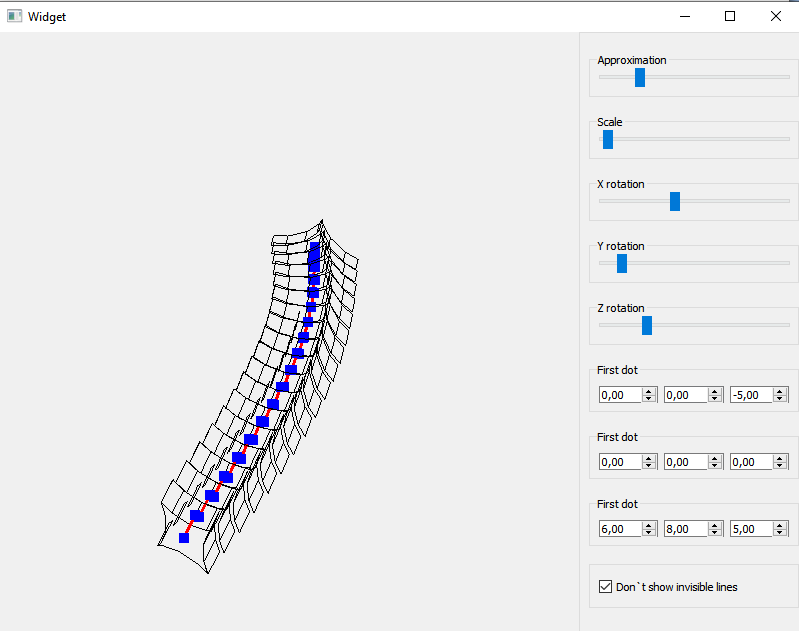 Widget
Approximation
Scale
X rotation
Y rotation
Z rotation
First dot
0,00 0,00 -5,00
First dot
0,00 0,00 0,00
First dot
6,00 8,00 5,00
Don`t show invisible lines